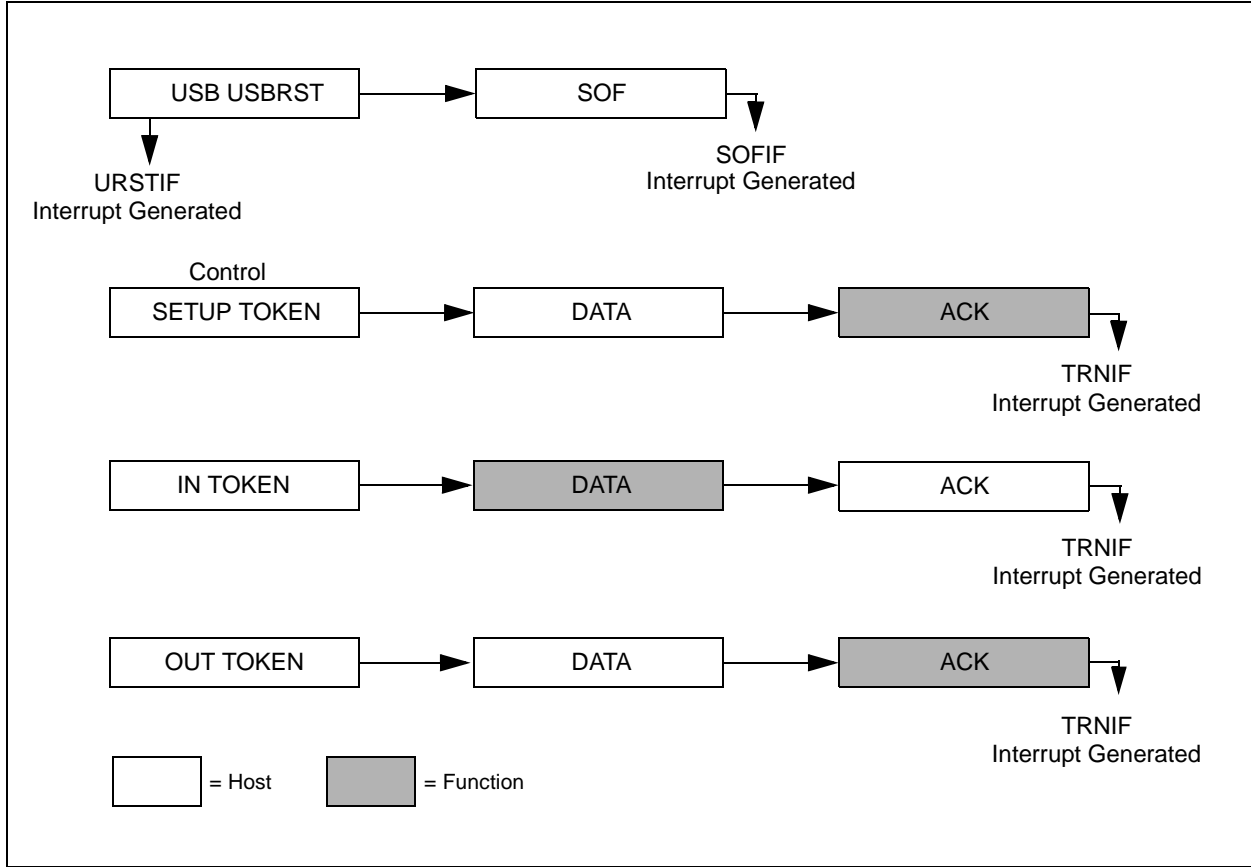 USB USBRST
SOF
URSTIF
Interrupt Generated
SOFIF
Interrupt Generated
Control
SETUP TOKEN
DATA
ACK
TRNIF
Interrupt Generated
IN TOKEN
DATA
ACK
TRNIF
Interrupt Generated
OUT TOKEN
DATA
ACK
TRNIF
Interrupt Generated
= Host
= Function